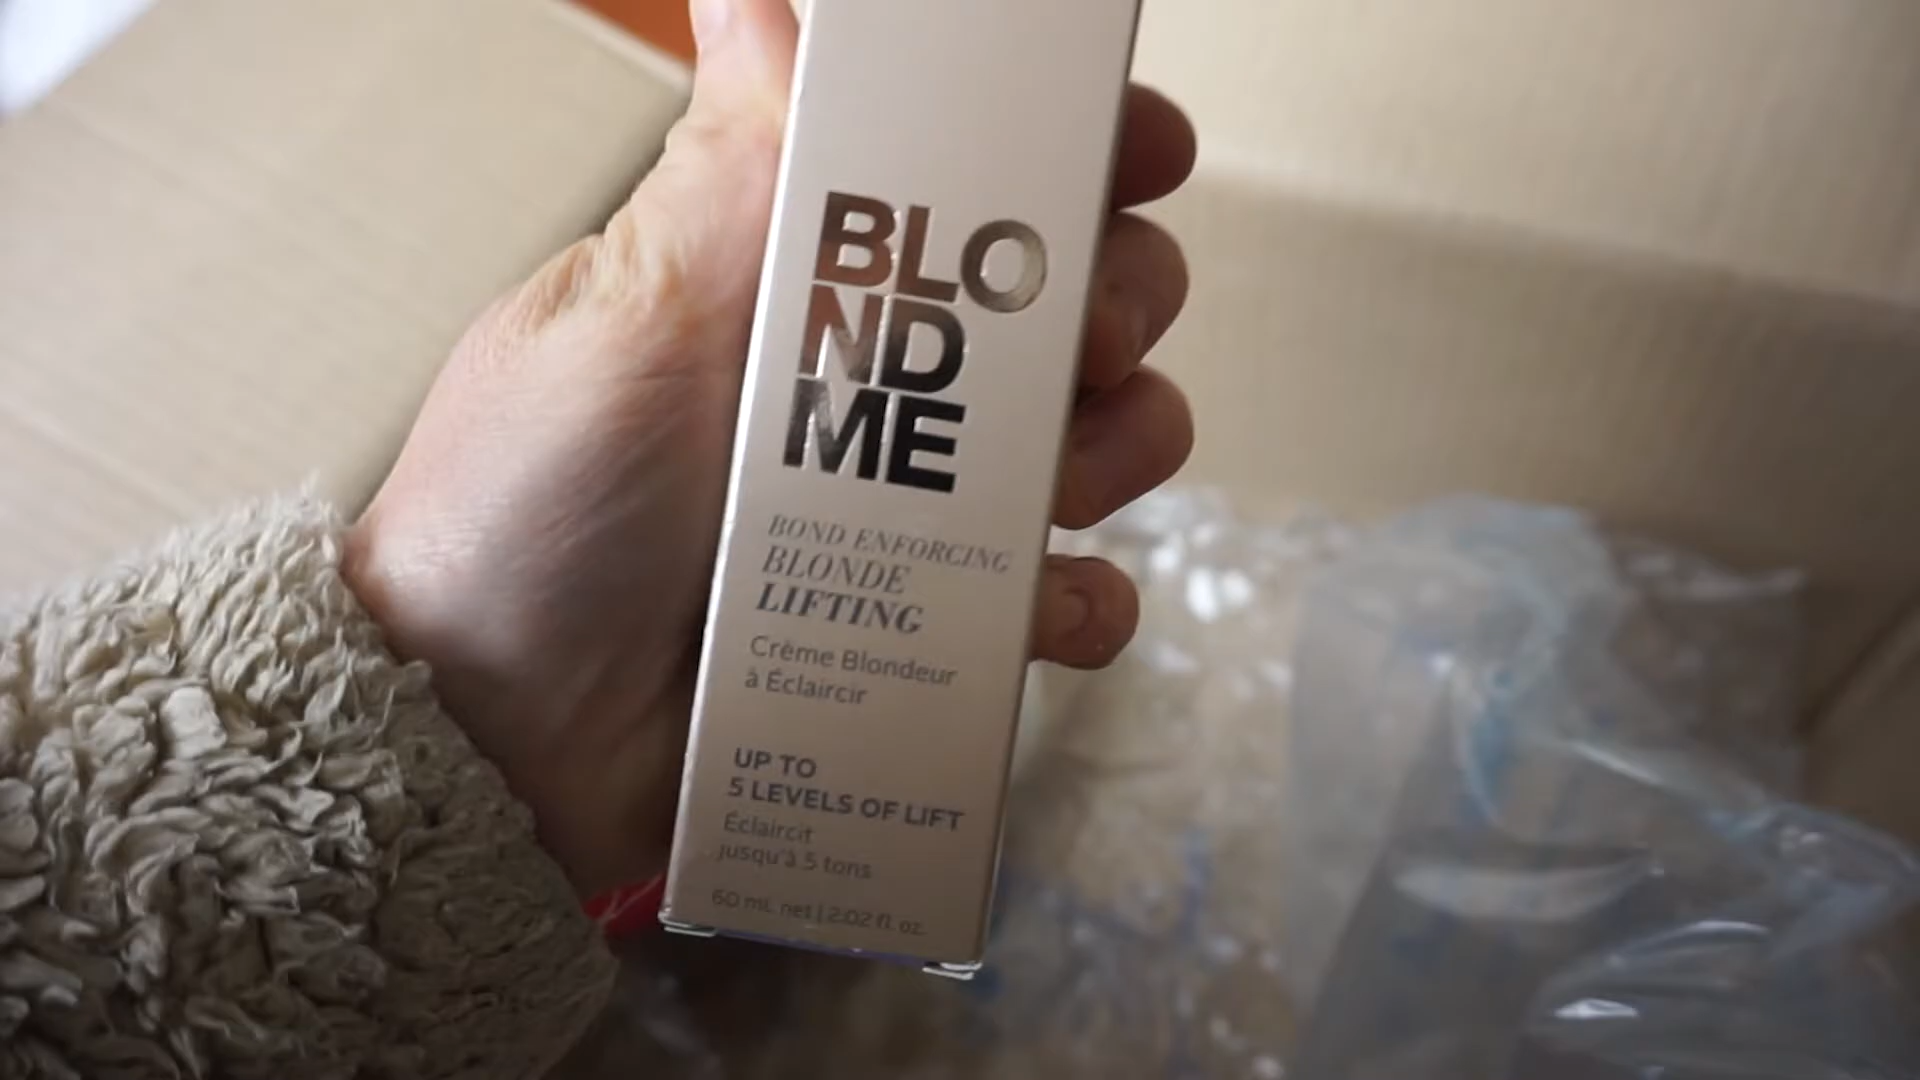 BLO
ND
ME
BOND ENFORCING
BLONDE
LIFTING
Crème Blondeur
à Éclaircir
UP TO
5 LEVELS OF LIFT
Éclaircit
jusqu'à 5 tons
60 mL net | 2.02 fl. oz.